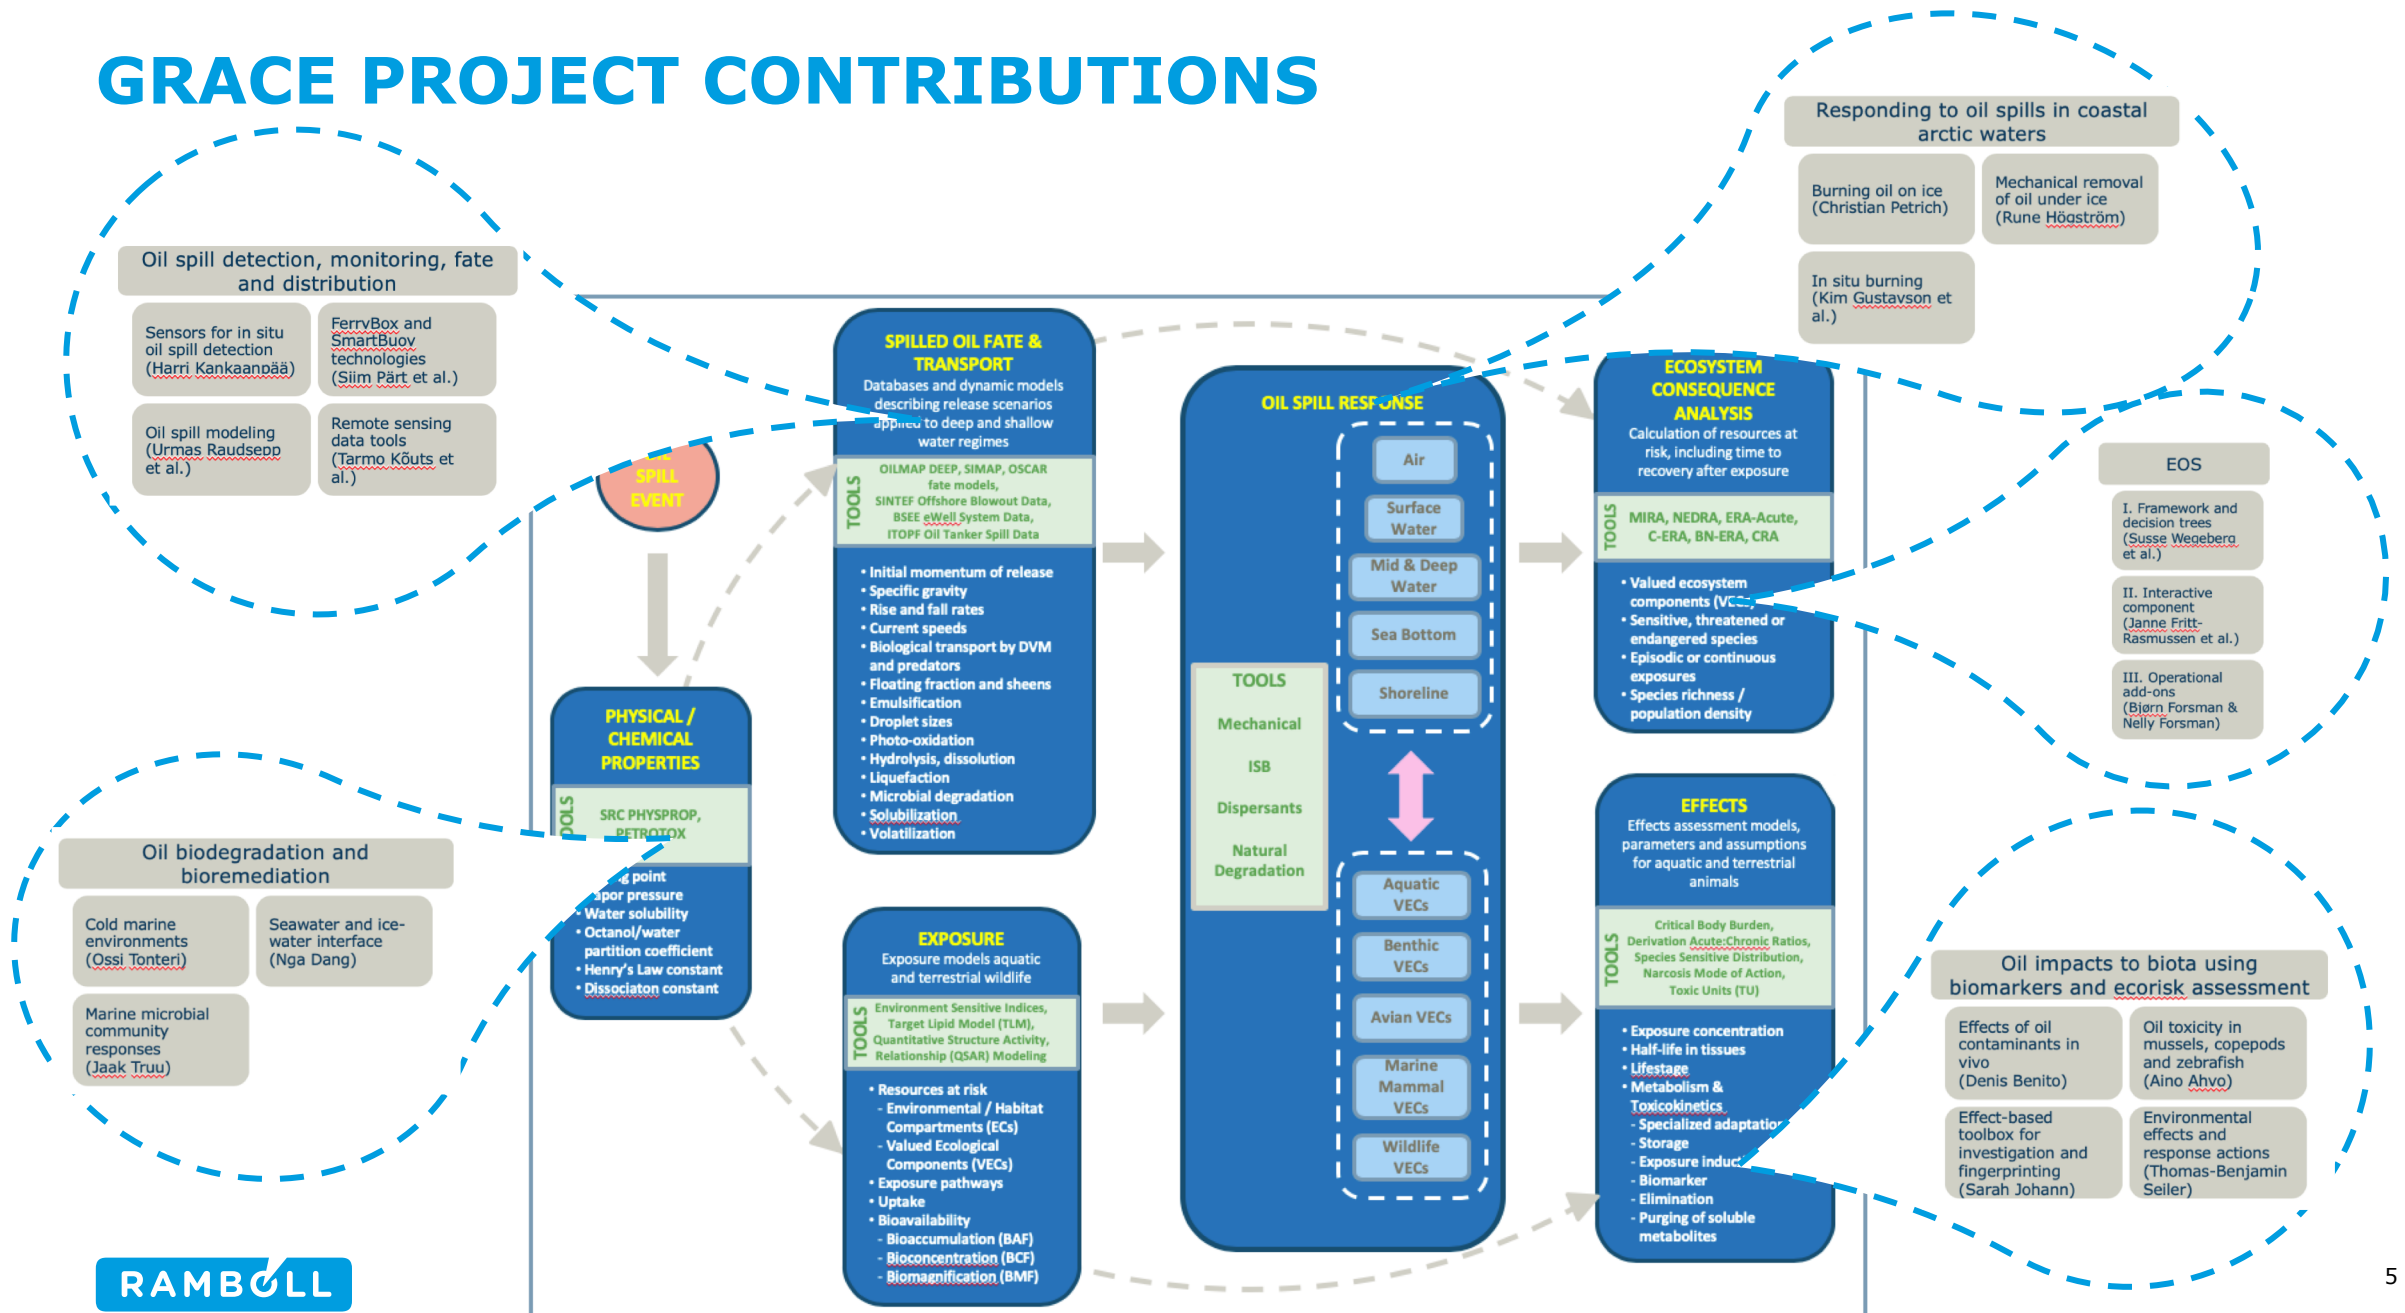 GRACE PROJECT CONTRIBUTIONS
Oil spill detection, monitoring, fate
and distribution
Sensors for in situ
oil spill detection
(Harri Kankaanpää)
FerryBox and
SmartBuoy
technologies
(Siim Pärt et al.)
Oil spill modeling
(Urmas Raudsepp
et al.)
Remote sensing
data tools
(Tarmo Kõuts et
al.)
Responding to oil spills in coastal
arctic waters
Burning oil on ice
(Christian Petrich)
Mechanical removal
of oil under ice
(Rune Högström)
In situ burning
(Kim Gustavson et
al.)
SPILL
EVENT
PHYSICAL /
CHEMICAL
PROPERTIES
SRC PHYSPROP,
PETROTOX
point
vapor pressure
• Water solubility
• Octanol/water
partition coefficient
• Henry's Law constant
• Dissociaton constant
SPILLED OIL FATE &
TRANSPORT
Databases and dynamic models
describing release scenarios
applied to deep and shallow
water regimes
TOOLS
OILMAP DEEP, SIMAP, OSCAR
fate models,
SINTEF Offshore Blowout Data,
BSEE eWell System Data,
ITOPF Oil Tanker Spill Data
• Initial momentum of release
• Specific gravity
• Rise and fall rates
• Current speeds
• Biological transport by DVM
and predators
• Floating fraction and sheens
• Emulsification
• Droplet sizes
• Photo-oxidation
• Hydrolysis, dissolution
• Liquefaction
• Microbial degradation
• Solubilization
• Volatilization
EXPOSURE
Exposure models aquatic
and terrestrial wildlife
TOOLS
Environment Sensitive Indices,
Target Lipid Model (TLM),
Quantitative Structure Activity,
Relationship (QSAR) Modeling
• Resources at risk
- Environmental / Habitat
Compartments (ECs)
- Valued Ecological
Components (VECs)
• Exposure pathways
• Uptake
• Bioavailability
- Bioaccumulation (BAF)
- Bioconcentration (BCF)
- Biomagnification (BMF)
OIL SPILL RESPONSE
Air
Surface
Water
Mid & Deep
Water
Sea Bottom
Shoreline
TOOLS
Mechanical
ISB
Dispersants
Natural
Degradation
Aquatic
VECs
Benthic
VECs
Avian VECs
Marine
Mammal
VECs
Wildlife
VECs
ECOSYSTEM
CONSEQUENCE
ANALYSIS
Calculation of resources at
risk, including time to
recovery after exposure
TOOLS
MIRA, NEDRA, ERA-Acute,
C-ERA, BN-ERA, CRA
• Valued ecosystem
components (VECs)
• Sensitive, threatened or
endangered species
• Episodic or continuous
exposures
• Species richness /
population density
EFFECTS
Effects assessment models,
parameters and assumptions
for aquatic and terrestrial
animals
TOOLS
Critical Body Burden,
Derivation Acute:Chronic Ratios,
Species Sensitive Distribution,
Narcosis Mode of Action,
Toxic Units (TU)
• Exposure concentration
• Half-life in tissues
• Lifestage
• Metabolism &
Toxicokinetics
- Specialized adaptation
- Storage
- Exposure
- Biomarker
- Elimination
- Purging of soluble
metabolites
EOS
I. Framework and
decision trees
(Susse Wegeberg
et al.)
II. Interactive
component
(Janne Fritt-
Rasmussen et al.)
III. Operational
add-ons
(Bjørn Forsman &
Nelly Forsman)
Oil biodegradation and
bioremediation
Cold marine
environments
(Ossi Tonteri)
Seawater and ice-
water interface
(Nga Dang)
Marine microbial
community
responses
(Jaak Truu)
Oil impacts to biota using
biomarkers and ecorisk assessment
Effects of oil
contaminants in
vivo
(Denis Benito)
Oil toxicity in
mussels, copepods
and zebrafish
(Aino Ahvo)
Effect-based
toolbox for
investigation and
fingerprinting
(Sarah Johann)
Environmental
effects and
response actions
(Thomas-Benjamin
Seiler)
RAMBOLL
5